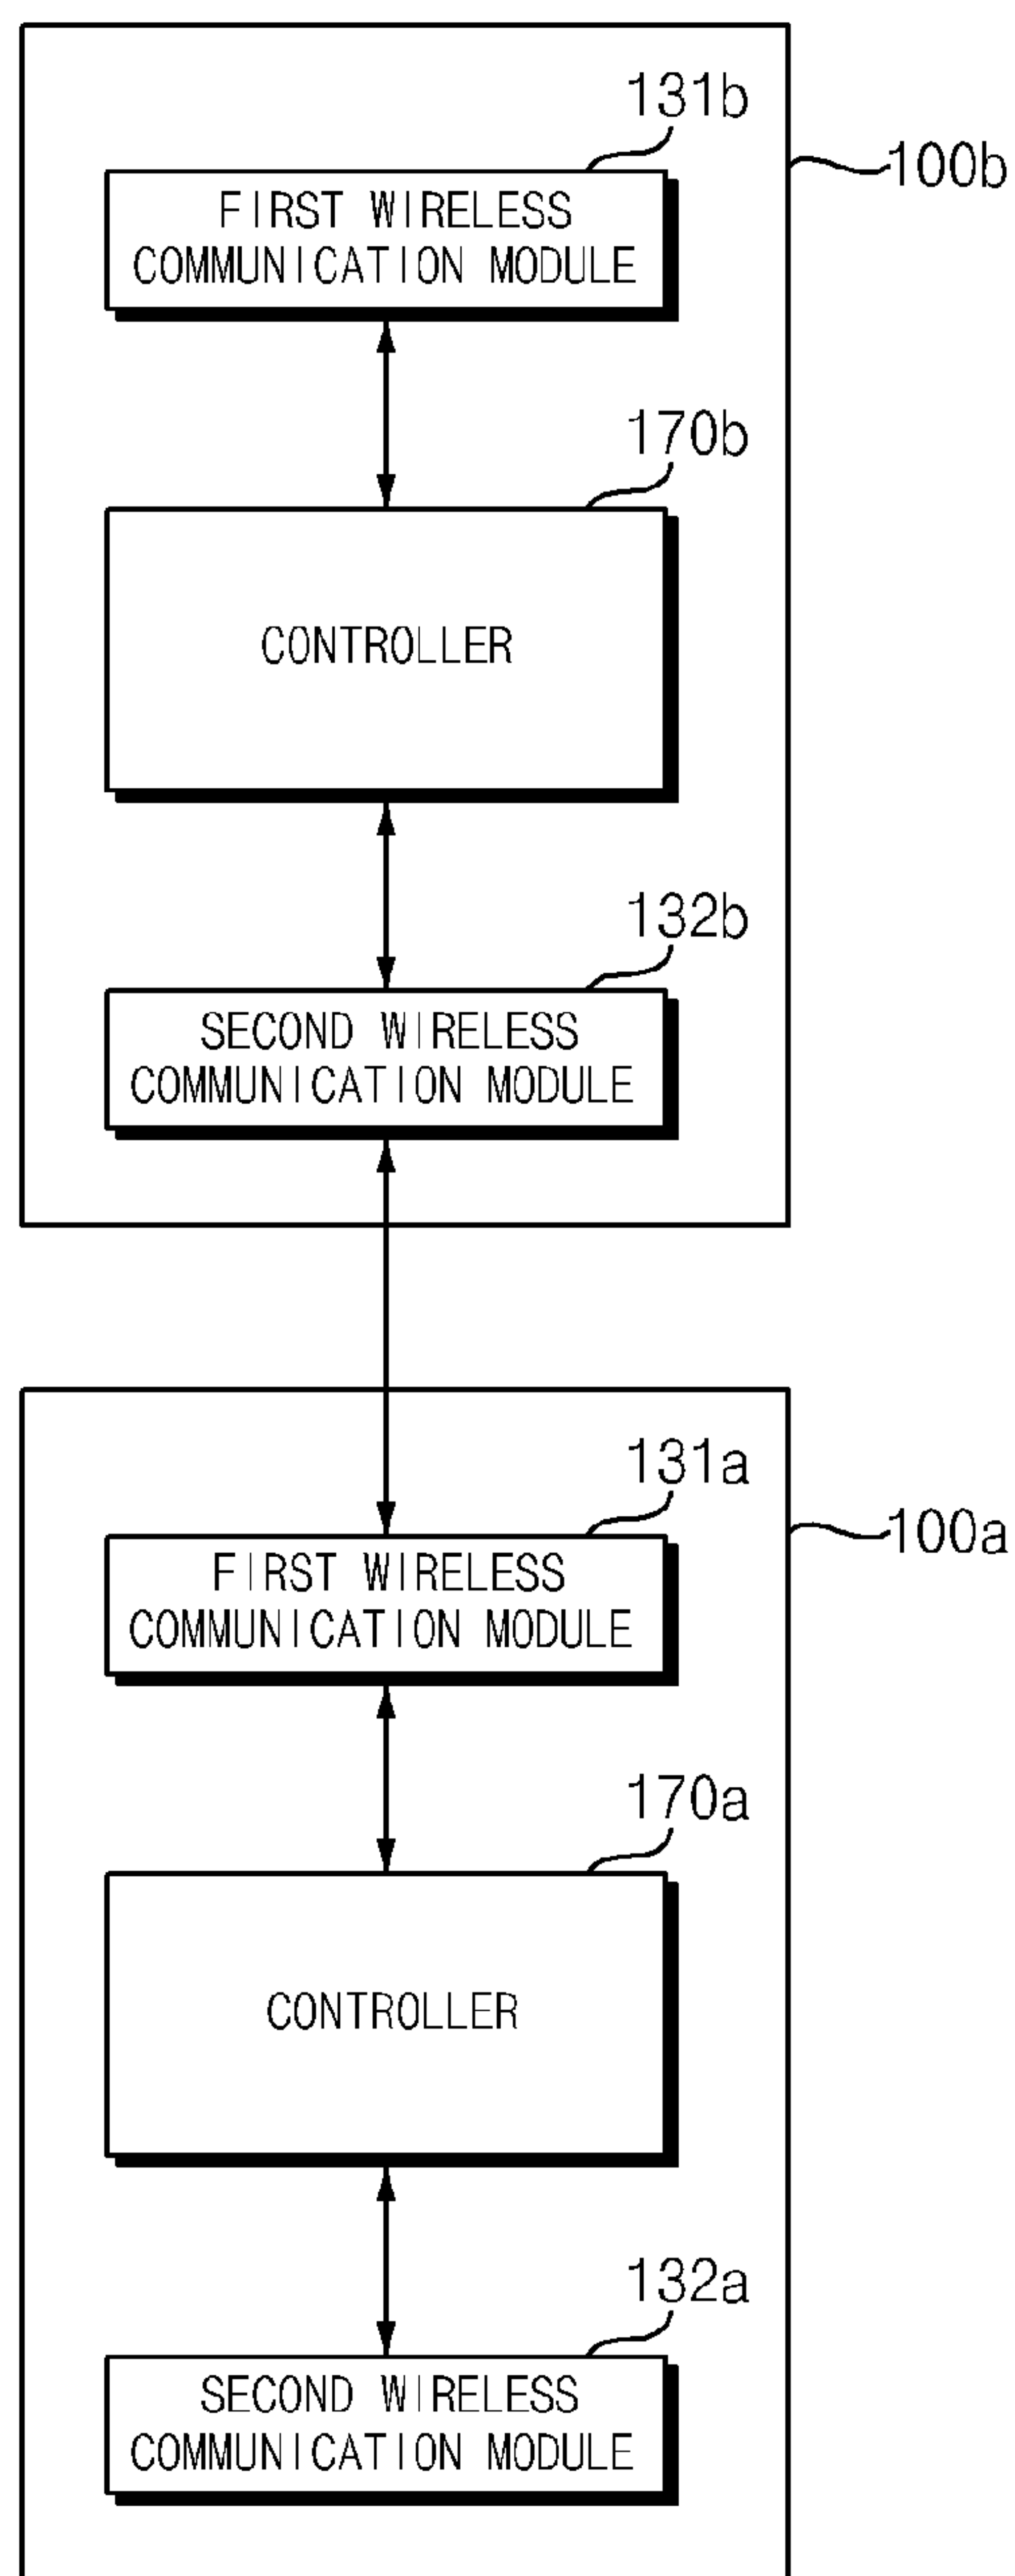 131b
100b
FIRST WIRELESS
COMMUNICATION MODULE
170b
CONTROLLER
132b
SECOND WIRELESS
COMMUNICATION MODULE
131a
100a
FIRST WIRELESS
COMMUNICATION MODULE
170a
CONTROLLER
132a
SECOND WIRELESS
COMMUNICATION MODULE